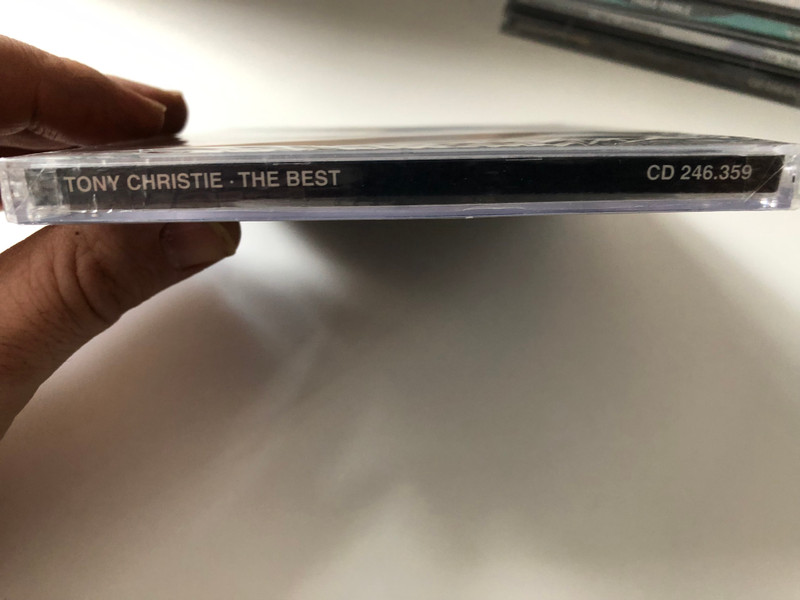 TONY CHRISTIE · THE BEST
CD 246.359